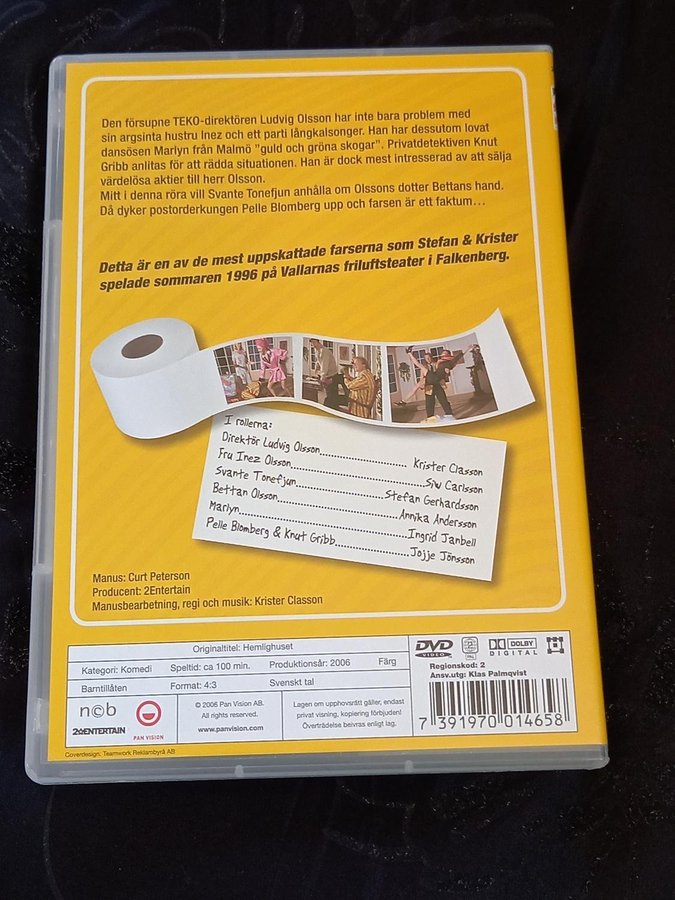 Den försupne TEKO-direktören Ludvig Olsson har inte bara problem med
sin argsinta hustru Inez och ett parti långkalsonger. Han har dessutom lovat
dansösen Marlyn från Malmö "guld och gröna skogar". Privatdetektiven Knut
Gribb anlitas för att rädda situationen. Han är dock mest intresserad av att sälja
värdelösa aktier till herr Olsson.
Mitt i denna röra vill Svante Tonefjun anhålla om Olssons dotter Bettans hand.
Då dyker postorderkungen Pelle Blomberg upp och farsen är ett faktum...
Detta är en av de mest uppskattade farserna som Stefan & Krister
spelade sommaren 1996 på Vallarnas friluftsteater i Falkenberg.
I rollerna:
Direktör Ludvig Olsson........................ Krister Classon
Fru Inez Olsson........................Siw Carlsson
Svante Tonefjun........................Stefan Gerhardsson
Bettan Olsson........................Annika Andersson
Marlyn........................Ingrid Janbell
Pelle Blomberg & Knut Gribb........................Jojje Jönsson
Manus: Curt Peterson
Producent: 2Entertain
Manusbearbetning, regi och musik: Krister Classon
Originaltitel: Hemlighuset
Kategori: Komedi Speltid: ca 100 min. Produktionsår: 2006 Färg
Barntillåten Format: 4:3 Svenskt tal
DVD
VIDEO
PAL
DOLBY
DIGITAL
Regionskod: 2
Ansv.utg: Klas Palmqvist
7 391970 014658
ncb
2ENTERTAIN
PAN VISION
© 2006 Pan Vision AB.
All rights reserved.
www.panvision.com
Lagen om upphovsrätt gäller, endast
privat visning, kopiering förbjuden!
Överträdelse beivras enligt lag.
Coverdesign: Teamwork Reklambyrå AB